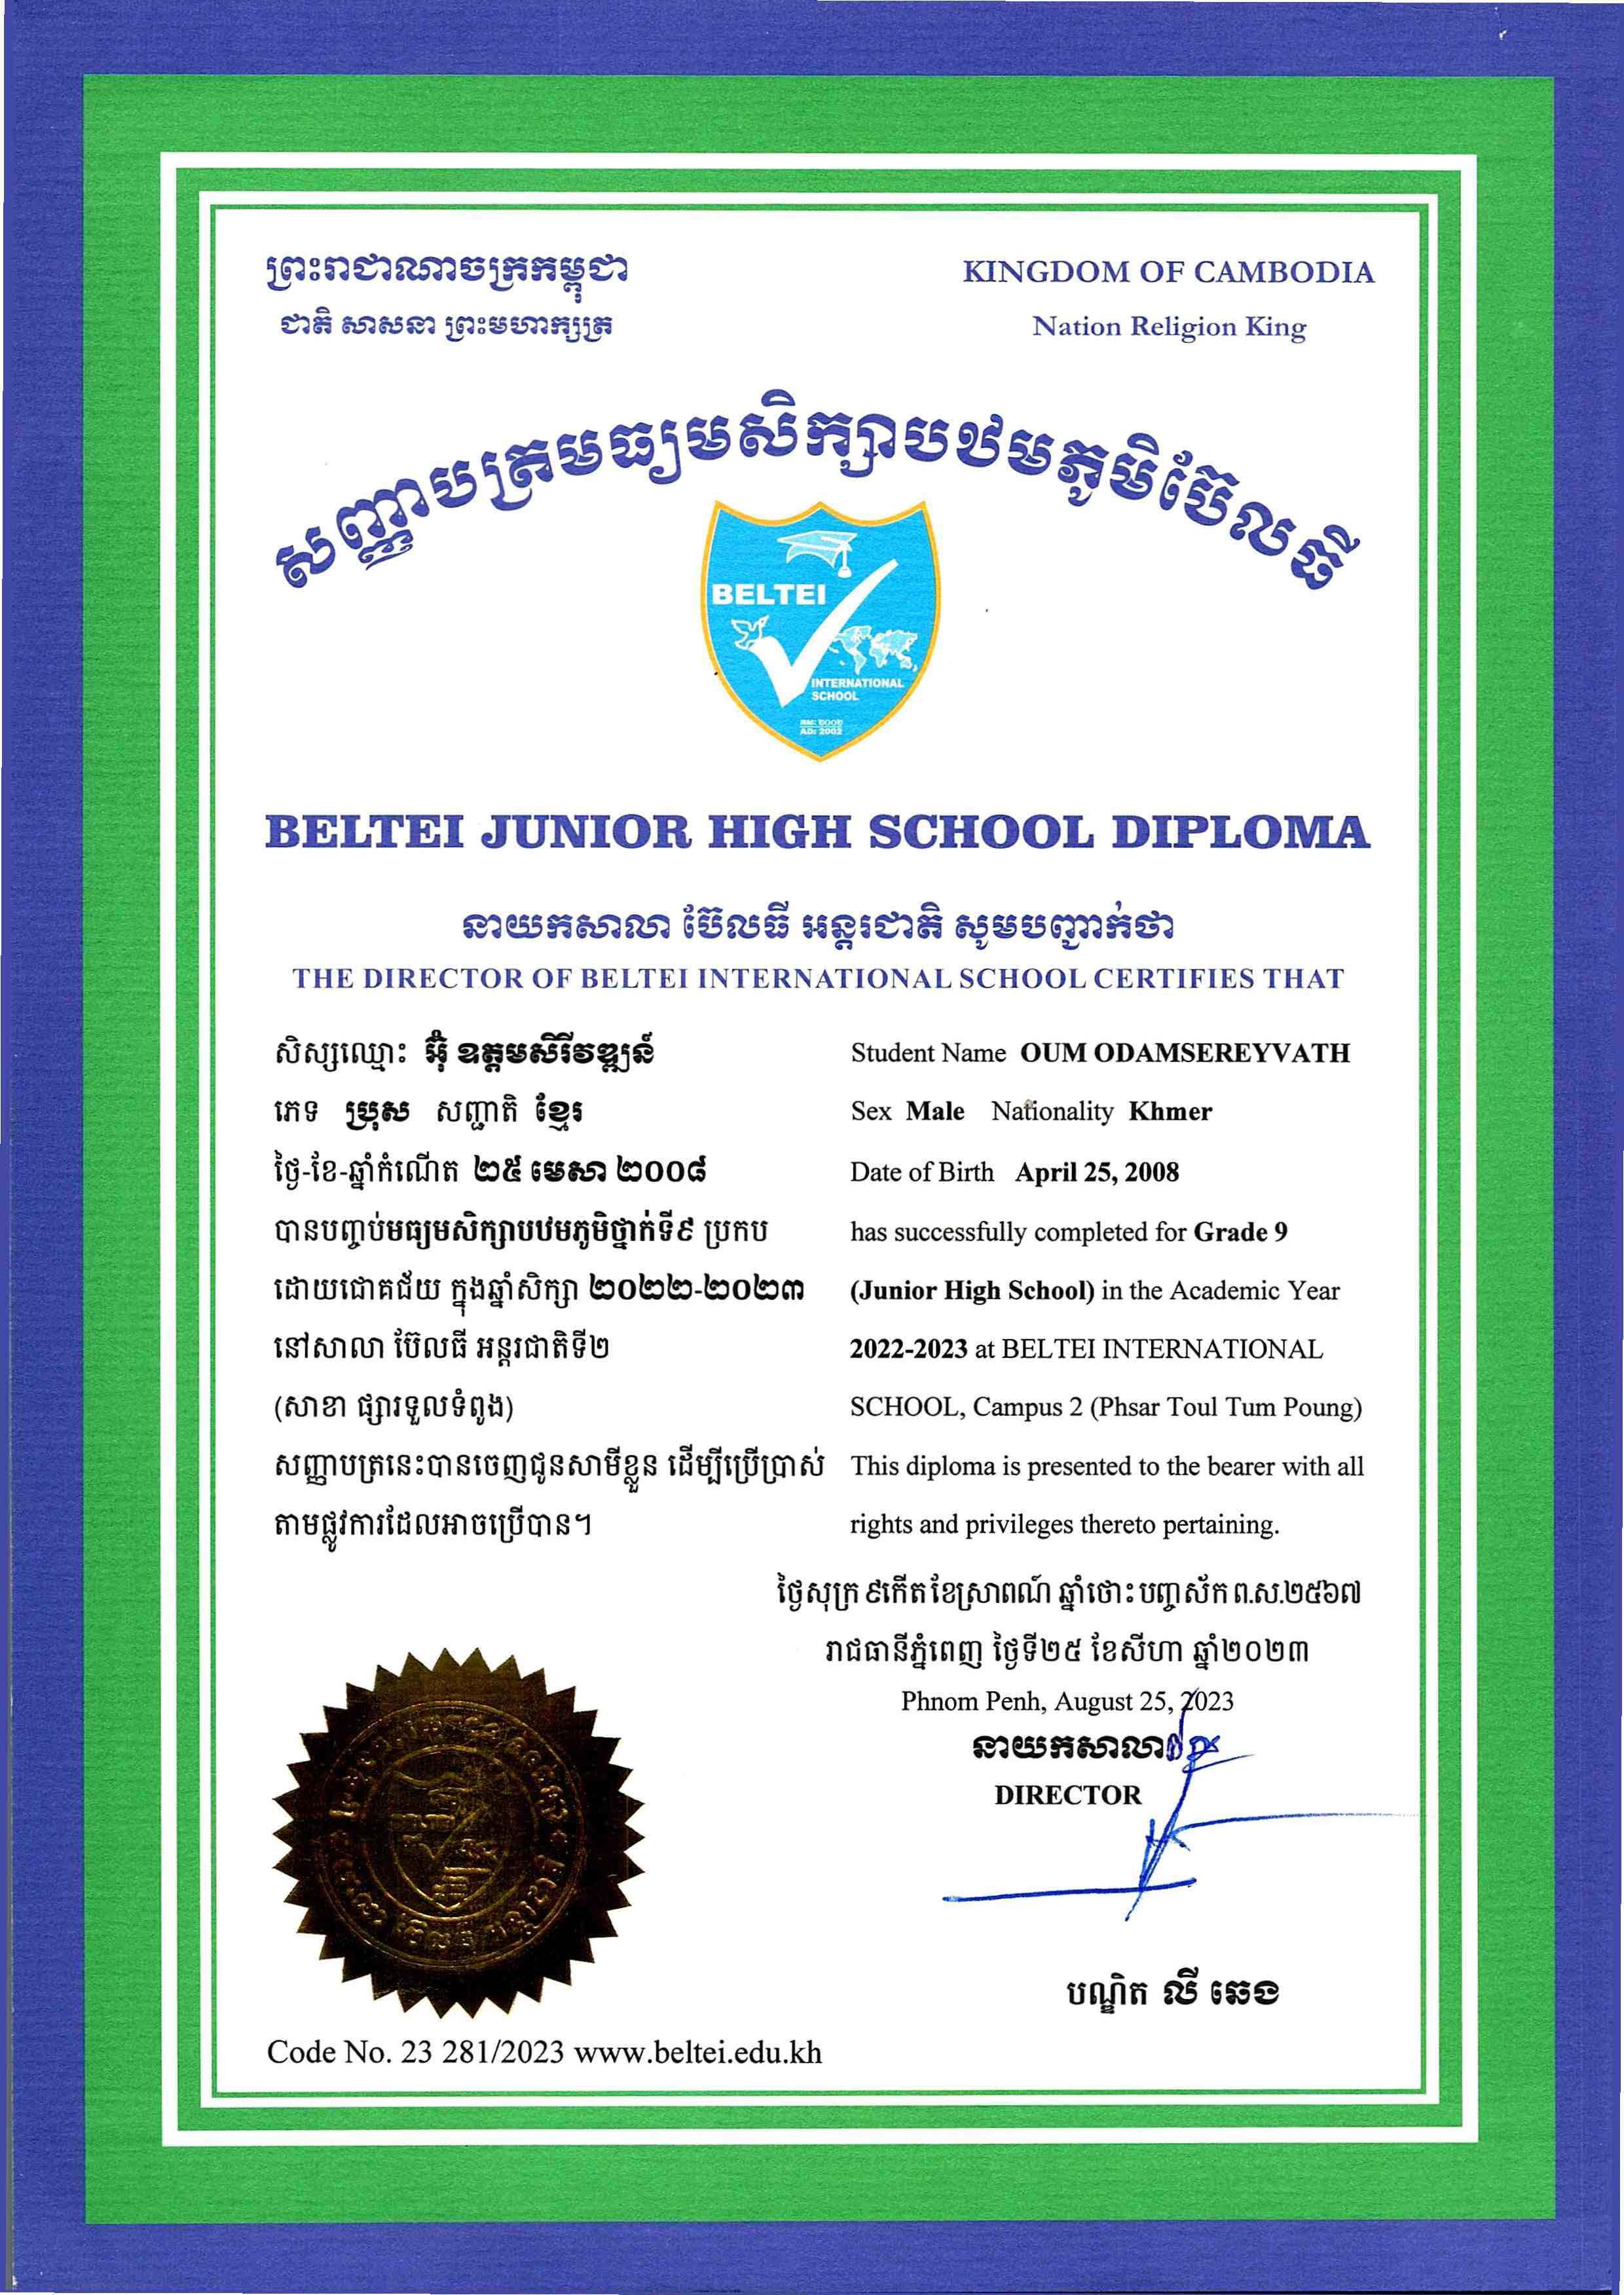 ព្រះរាជាណាចក្រកម្ពុជា
ជាតិ សាសនា ព្រះមហាក្សត្រ
KINGDOM OF CAMBODIA
Nation Religion King
សញ្ញាបត្រមធ្យមសិក្សាបឋមភូមិប៊ែលធី
BELTEI
INTERNATIONAL
SCHOOL
គស: ២០០២
AD: 2002
BELTEI JUNIOR HIGH SCHOOL DIPLOMA
នាយកសាលា ប៊ែលធី អន្តរជាតិ សូមបញ្ជាក់ថា
THE DIRECTOR OF BELTEI INTERNATIONAL SCHOOL CERTIFIES THAT
សិស្សឈ្មោះ អ៊ុំ ឧត្តមសិរីវឌ្ឍន៍
ភេទ ប្រុស សញ្ជាតិ ខ្មែរ
ថ្ងៃ-ខែ-ឆ្នាំកំណើត ២៥ មេសា ២០០៨
បានបញ្ចប់មធ្យមសិក្សាបឋមភូមិថ្នាក់ទី៩ ប្រកប
ដោយជោគជ័យ ក្នុងឆ្នាំសិក្សា ២០២២-២០២៣
នៅសាលា ប៊ែលធី អន្តរជាតិទី២
(សាខា ផ្សារទួលទំពូង)
សញ្ញាបត្រនេះបានចេញជូនសាមីខ្លួន ដើម្បីប្រើប្រាស់
តាមផ្លូវការដែលអាចប្រើបាន។
Student Name OUM ODAMSEREYVATH
Sex Male Nationality Khmer
Date of Birth April 25, 2008
has successfully completed for Grade 9
(Junior High School) in the Academic Year
2022-2023 at BELTEI INTERNATIONAL
SCHOOL, Campus 2 (Phsar Toul Tum Poung)
This diploma is presented to the bearer with all
rights and privileges thereto pertaining.
ថ្ងៃសុក្រ ៩កើត ខែស្រាពណ៍ ឆ្នាំថោះ បញ្ចស័ក ព.ស.២៥៦៧
រាជធានីភ្នំពេញ ថ្ងៃទី២៥ ខែសីហា ឆ្នាំ២០២៣
Phnom Penh, August 25, 2023
នាយកសាលា
DIRECTOR
បណ្ឌិត លី ឆេង
Code No. 23 281/2023 www.beltei.edu.kh